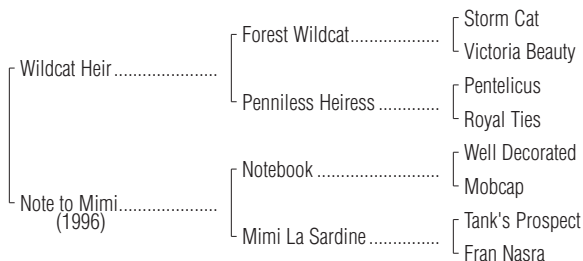 Storm Cat
Forest Wildcat....................
Victoria Beauty
Wildcat Heir.......................
Pentelicus
Penniless Heiress .............
Royal Ties
Well Decorated
Notebook ...........................
Mobcap
Note to Mimi......................
(1996)
Tank's Prospect
Mimi La Sardine................
Fran Nasra